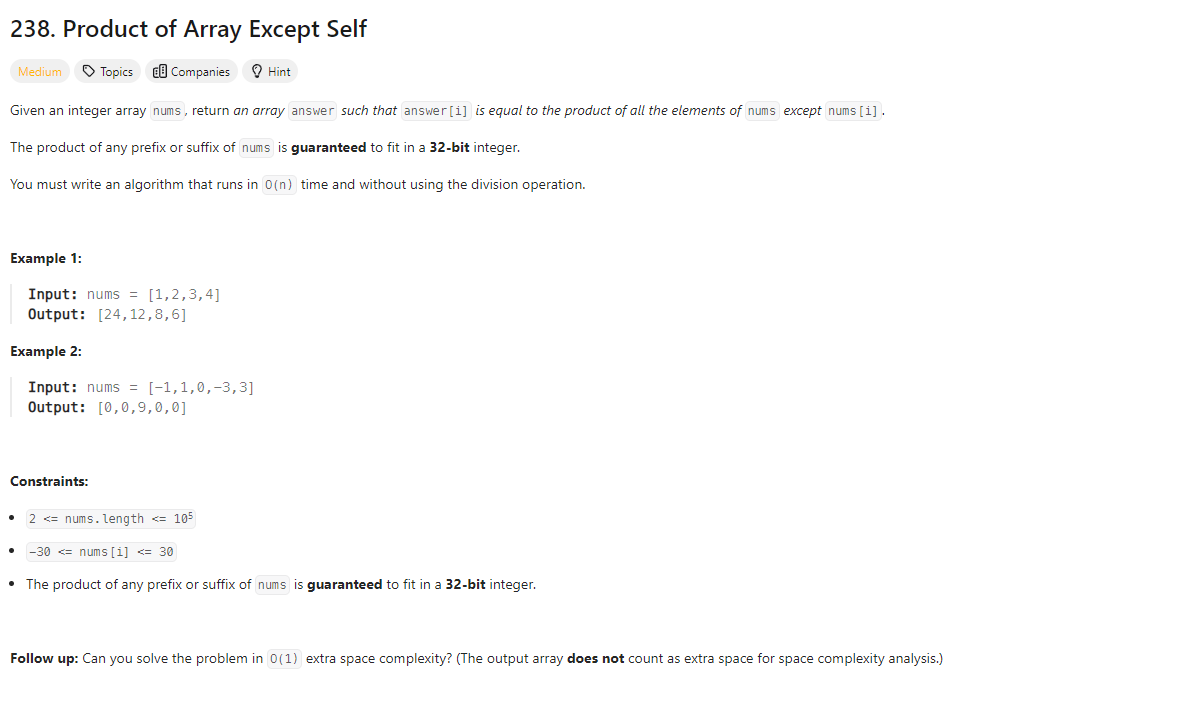 238. Product of Array Except Self
Medium Topics Companies Hint
Given an integer array nums, return an array answer such that answer[i] is equal to the product of all the elements of nums except nums[i].
The product of any prefix or suffix of nums is guaranteed to fit in a 32-bit integer.
You must write an algorithm that runs in O(n) time and without using the division operation.
Example 1:
Input: nums = [1,2,3,4]
Output: [24,12,8,6]
Example 2:
Input: nums = [-1,1,0,-3,3]
Output: [0,0,9,0,0]
Constraints:
• 2 <= nums.length <= 10⁵
• -30 <= nums[i] <= 30
• The product of any prefix or suffix of nums is guaranteed to fit in a 32-bit integer.
Follow up: Can you solve the problem in O(1) extra space complexity? (The output array does not count as extra space for space complexity analysis.)